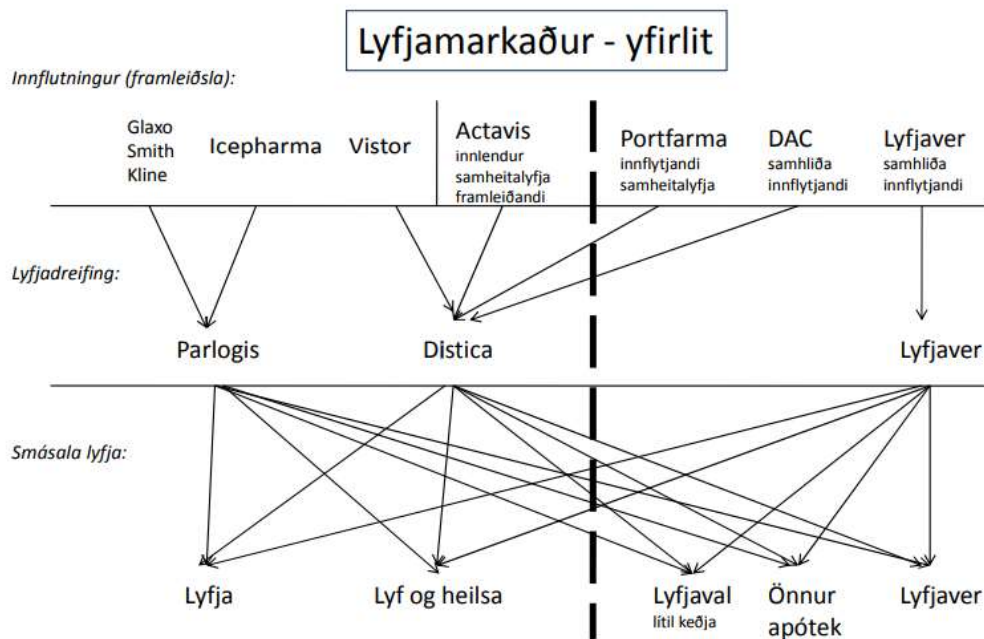 Lyfjamarkaður - yfirlit
Innflutningur (framleiðsla):
Glaxo
Smith
Kline
Icepharma
Vistor
Actavis
innlendur
samheitalyfja
framleiðandi
Portfarma
innflytjandi
samheitalyfja
DAC
samhliða
innflytjandi
Lyfjaver
samhliða
innflytjandi
Lyfjadreifing:
Parlogis
Distica
Lyfjaver
Smásala lyfja:
Lyfja
Lyf og heilsa
Lyfjaval
lítil keðja
Önnur
apótek
Lyfjaver